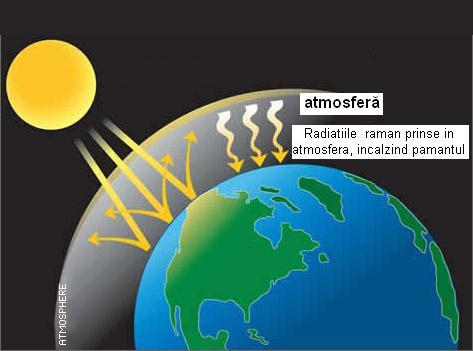 atmosferă
Radiatiile raman prinse in
atmosfera, incalzind pamantul
ATMOSPHERE